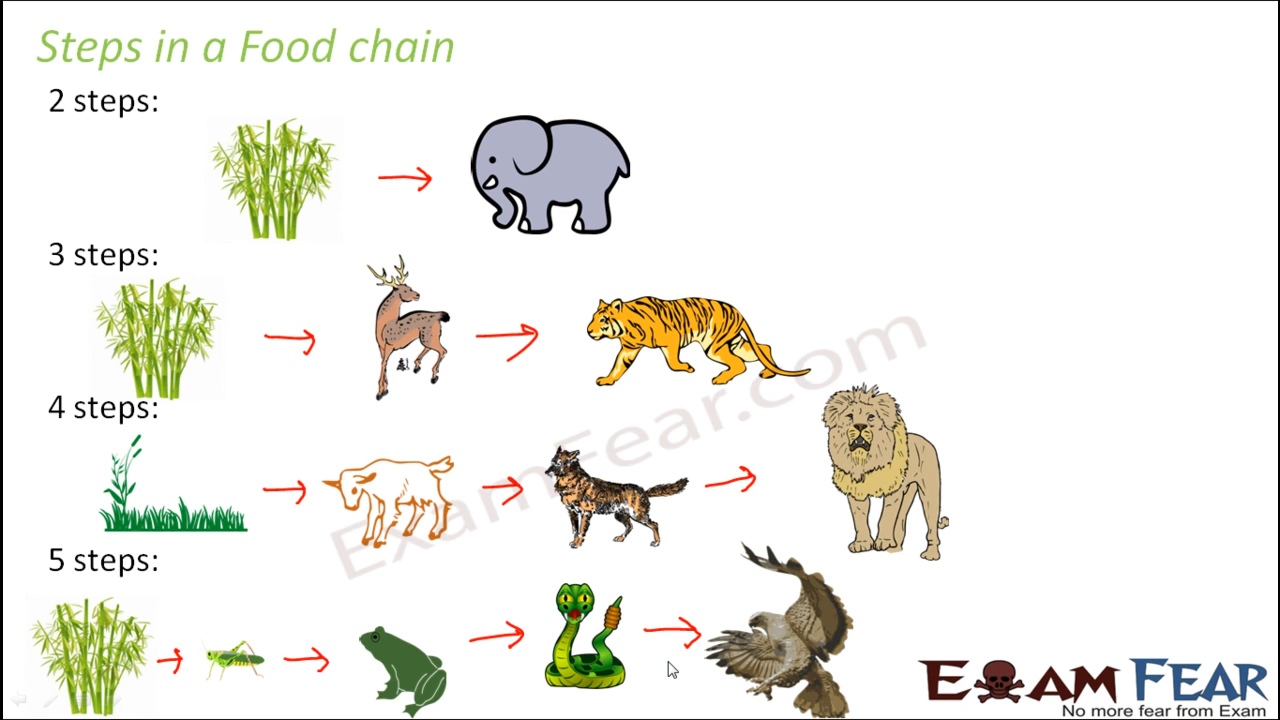 Steps in a Food chain
2 steps:
3 steps:
4 steps:
ExamFear.com
5 steps:
EXAM FEAR
No more fear from Exam